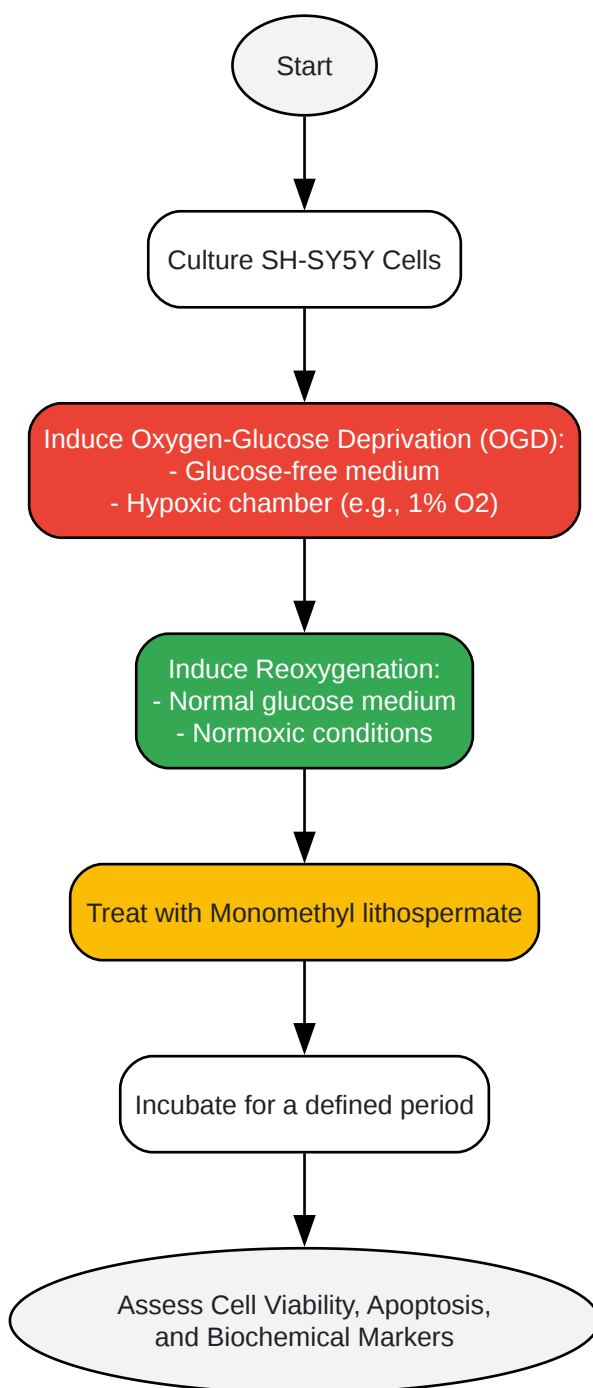 Start
Culture SH-SY5Y Cells
Induce Oxygen-Glucose Deprivation (OGD):
- Glucose-free medium
- Hypoxic chamber (e.g., 1% O2)
Induce Reoxygenation:
- Normal glucose medium
- Normoxic conditions
Treat with Monomethyl lithospermate
Incubate for a defined period
Assess Cell Viability, Apoptosis,
and Biochemical Markers